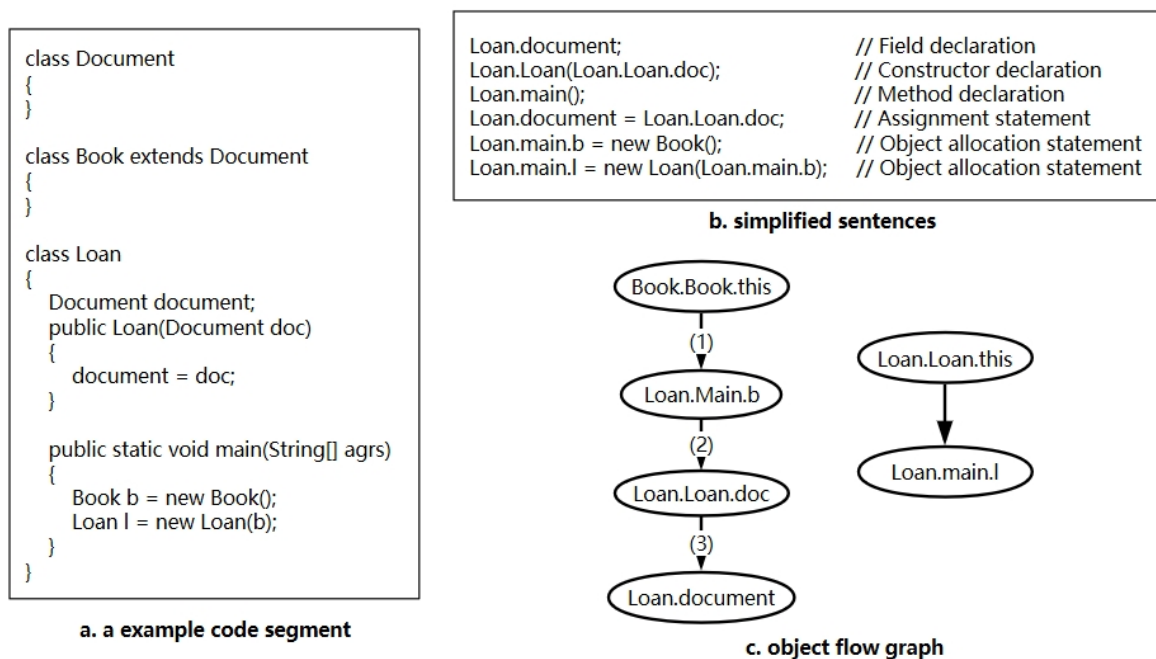 class Document
{
}
class Book extends Document
{
}
class Loan
{
Document document;
public Loan(Document doc)
{
document = doc;
}
public static void main(String[] agrs)
{
Book b = new Book();
Loan l = new Loan(b);
}
}
a. a example code segment
Loan.document; // Field declaration
Loan.Loan(Loan.Loan.doc); // Constructor declaration
Loan.main(); // Method declaration
Loan.document = Loan.Loan.doc; // Assignment statement
Loan.main.b = new Book(); // Object allocation statement
Loan.main.l = new Loan(Loan.main.b); // Object allocation statement
b. simplified sentences
Book.Book.this
(1)
Loan.Main.b
(2)
Loan.Loan.doc
(3)
Loan.document
Loan.Loan.this
Loan.main.l
c. object flow graph